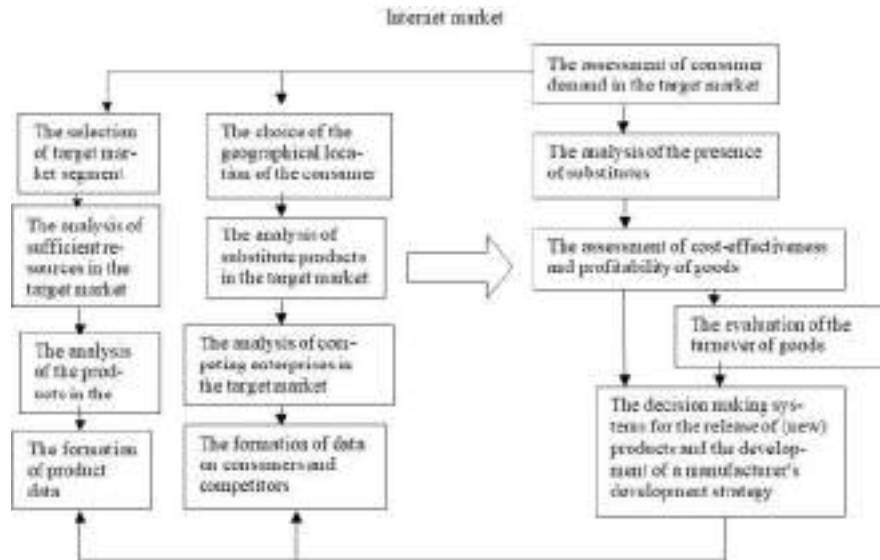 Internet market
The assessment of consumer
demand in the target market
The selection
of target mar-
ket segment
The choice of the
geographical loca-
tion of the consumer
The analysis of the presence
of substitutes
The analysis of
sufficient re-
sources in the
target market
The analysis of
substitute products
in the target market
The assessment of cost-effectiveness
and profitability of goods
The evaluation of the
turnover of goods
The analysis
of the prod-
ucts in the
The analysis of com-
peting enterprises in
the target market
The decision making sys-
tems for the release of (new)
products and the develop-
ment of a manufacturer's
development strategy
The formation
of product
data
The formation of data
on consumers and
competitors